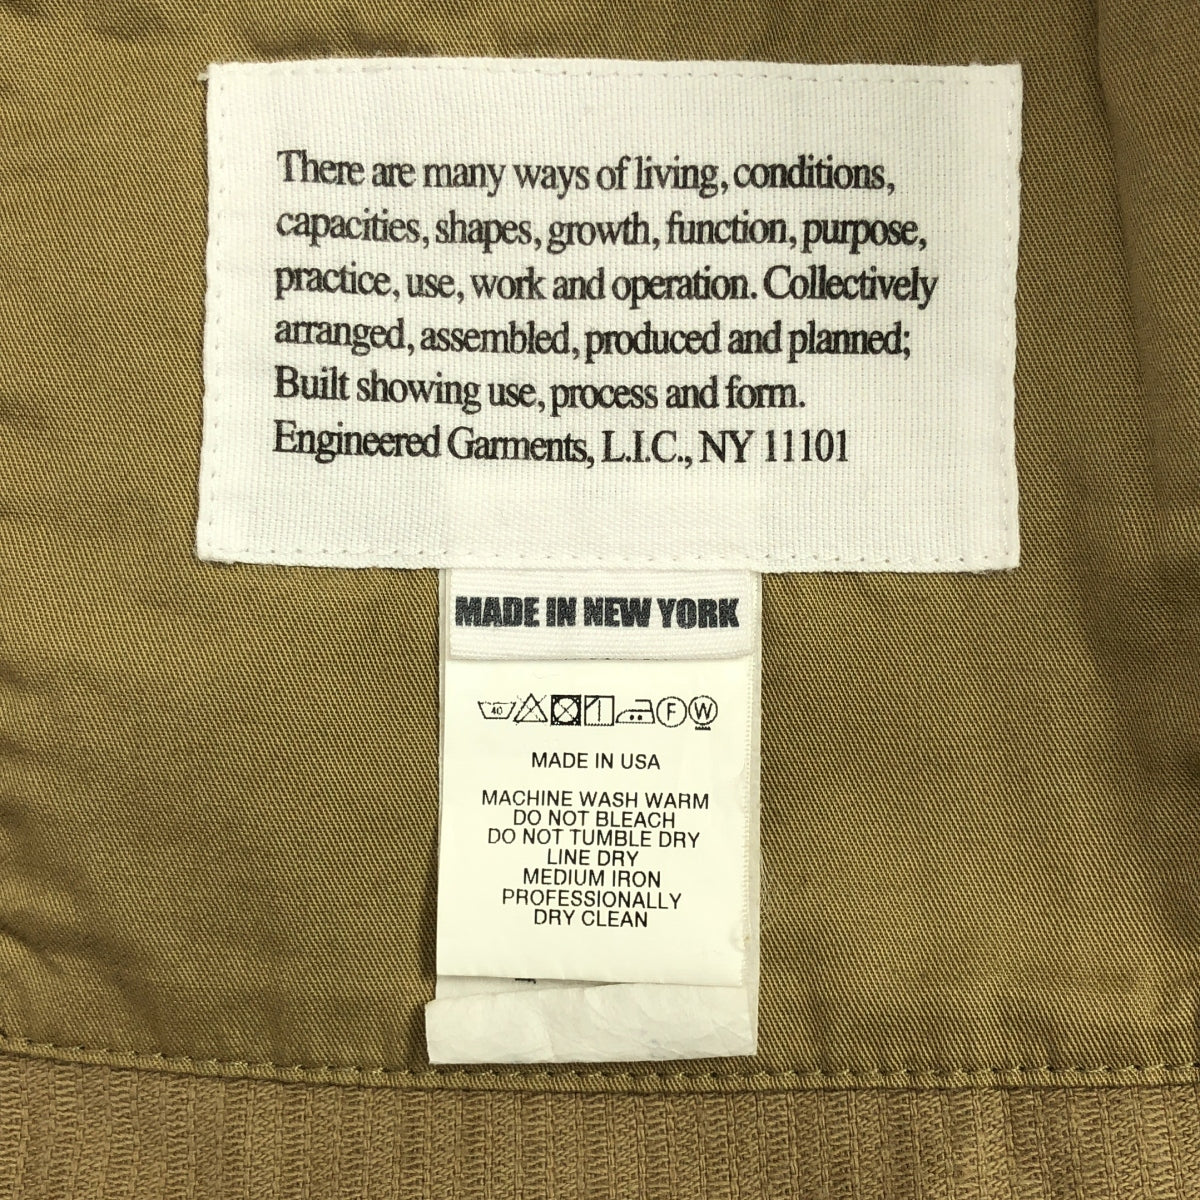 There are many ways of living, conditions,
capacities, shapes, growth, function, purpose,
practice, use, work and operation. Collectively
arranged, assembled, produced and planned;
Built showing use, process and form.
Engineered Garments, L.I.C., NY 11101
MADE IN NEW YORK
40 F W
MADE IN USA
MACHINE WASH WARM
DO NOT BLEACH
DO NOT TUMBLE DRY
LINE DRY
MEDIUM IRON
PROFESSIONALLY
DRY CLEAN